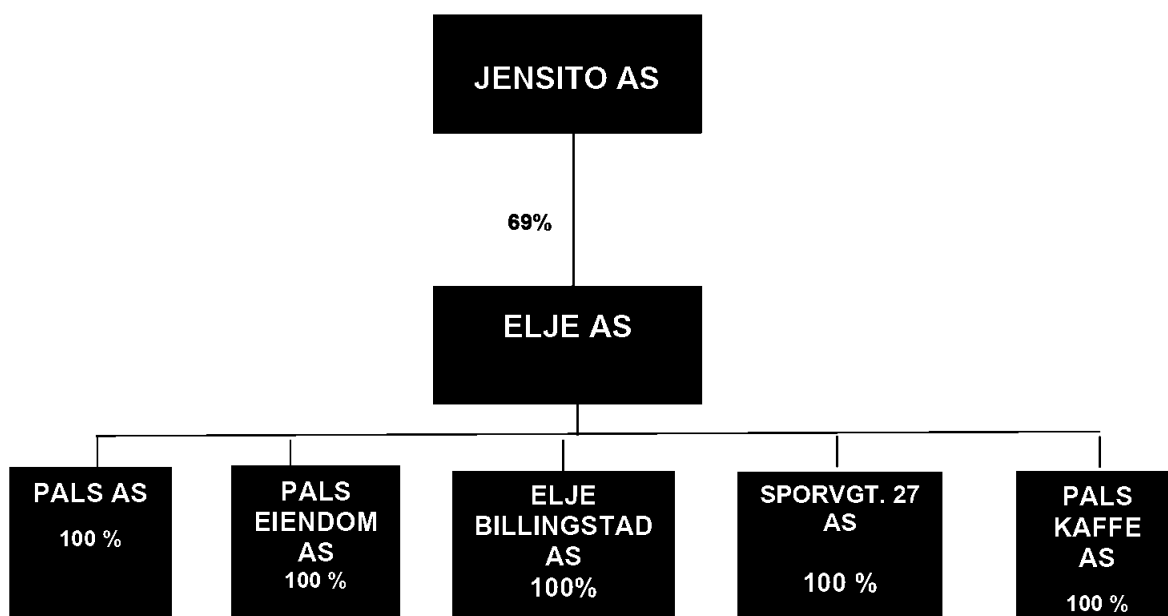 JENSITO AS
69%
ELJE AS
PALS AS
100 %
PALS
EIENDOM
AS
100 %
ELJE
BILLINGSTAD
AS
100%
SPORVGT. 27
AS
100 %
PALS
KAFFE
AS
100 %